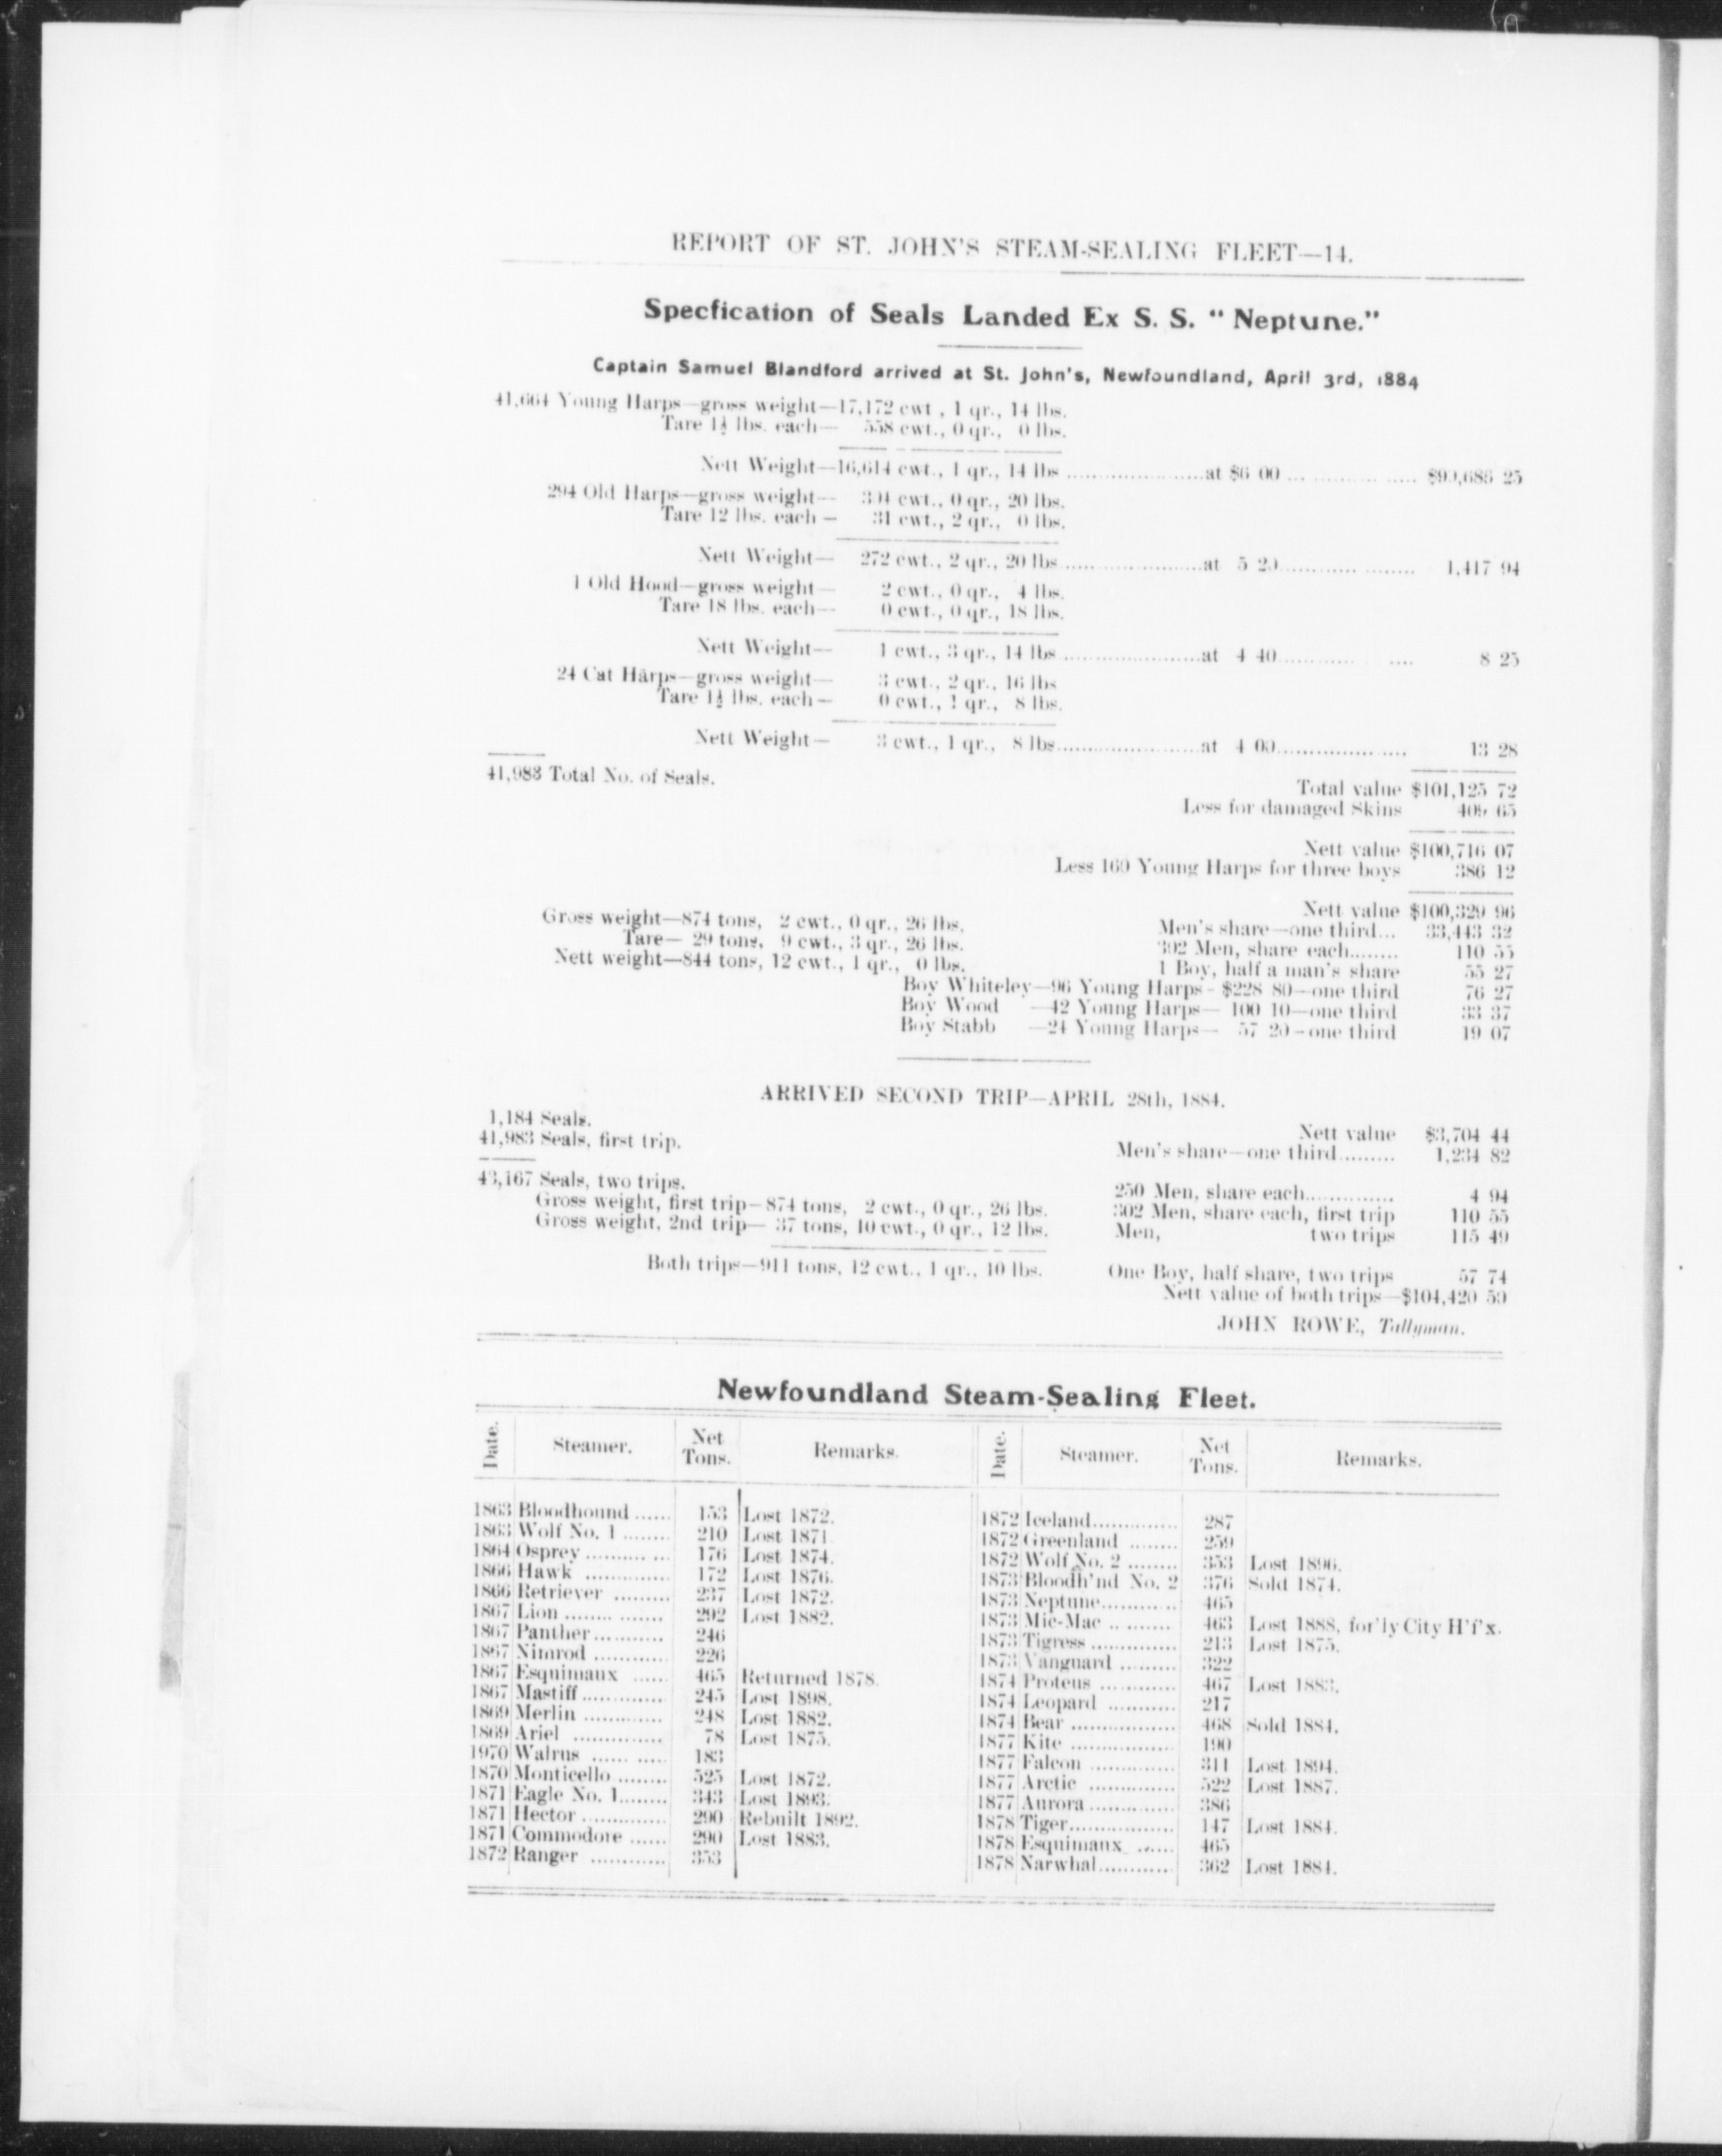 REPORT OF ST. JOHN'S STEAM-SEALING FLEET—14.
Specfication of Seals Landed Ex S. S. "Neptune."
Captain Samuel Blandford arrived at St. John's, Newfoundland, April 3rd, 1884
41,664 Young Harps—gross weight—17,172 cwt., 1 qr., 14 lbs.
Tare 1½ lbs. each— 558 cwt., 0 qr., 0 lbs.
Nett Weight—16,614 cwt., 1 qr., 14 lbs ..................... at $6 00 ................... $99,686 25
294 Old Harps—gross weight— 304 cwt., 0 qr., 20 lbs.
Tare 12 lbs. each— 31 cwt., 2 qr., 0 lbs.
Nett Weight— 272 cwt., 2 qr., 20 lbs ..................... at 5 20 ................... 1,417 94
1 Old Hood—gross weight— 2 cwt., 0 qr., 4 lbs.
Tare 18 lbs. each— 0 cwt., 0 qr., 18 lbs.
Nett Weight— 1 cwt., 3 qr., 14 lbs ..................... at 4 40 ................... 8 25
24 Cat Harps—gross weight— 3 cwt., 2 qr., 16 lbs
Tare 1½ lbs. each— 0 cwt., 1 qr., 8 lbs.
Nett Weight— 3 cwt., 1 qr., 8 lbs ..................... at 4 00 ................... 13 28
41,983 Total No. of Seals.
Total value $101,125 72
Less for damaged Skins 409 65
Nett value $100,716 07
Less 160 Young Harps for three boys 386 12
Nett value $100,329 96
Gross weight—874 tons, 2 cwt., 0 qr., 26 lbs.
Tare— 29 tons, 9 cwt., 3 qr., 26 lbs.
Nett weight—844 tons, 12 cwt., 1 qr., 0 lbs.
Men's share—one third... 33,443 32
302 Men, share each........ 110 55
1 Boy, half a man's share 55 27
Boy Whiteley—96 Young Harps- $228 80—one third 76 27
Boy Wood —42 Young Harps— 100 10—one third 33 37
Boy Stabb —24 Young Harps— 57 20-one third 19 07
ARRIVED SECOND TRIP—APRIL 28th, 1884.
1,184 Seals.
41,983 Seals, first trip.
43,167 Seals, two trips.
Gross weight, first trip—874 tons, 2 cwt., 0 qr., 26 lbs.
Gross weight, 2nd trip— 37 tons, 10 cwt., 0 qr., 12 lbs.
Both trips—911 tons, 12 cwt., 1 qr., 10 lbs.
Nett value $3,704 44
Men's share—one third......... 1,234 82
250 Men, share each.............. 4 94
302 Men, share each, first trip 110 55
Men, two trips 115 49
One Boy, half share, two trips 57 74
Nett value of both trips—$104,420 50
JOHN ROWE, Tallyman.
Newfoundland Steam-Sealing Fleet.
Date. Steamer. Net Tons. Remarks.
1863 Bloodhound ...... 153 Lost 1872.
1863 Wolf No. 1 ........ 210 Lost 1871
1864 Osprey ............. 176 Lost 1874.
1866 Hawk .............. 172 Lost 1876.
1866 Retriever ......... 237 Lost 1872.
1867 Lion ............... 292 Lost 1882.
1867 Panther........... 246
1867 Nimrod ............ 226
1867 Esquimaux ...... 465 Returned 1878.
1867 Mastiff............. 245 Lost 1898.
1869 Merlin ............. 248 Lost 1882.
1869 Ariel .............. 78 Lost 1875.
1970 Walrus ........... 183
1870 Monticello ........ 525 Lost 1872.
1871 Eagle No. 1........ 343 Lost 1893.
1871 Hector.............. 290 Rebuilt 1892.
1871 Commodore ...... 290 Lost 1883.
1872 Ranger ............ 353
Date. Steamer. Net Tons. Remarks.
1872 Iceland.............. 287
1872 Greenland ........ 259
1872 Wolf No. 2 ........ 353 Lost 1896.
1873 Bloodh'nd No. 2 376 Sold 1874.
1873 Neptune............ 465
1873 Mic-Mac .......... 463 Lost 1888, for'ly City H'f'x.
1873 Tigress .............. 213 Lost 1875.
1873 Vanguard ......... 322
1874 Proteus ............ 467 Lost 1883.
1874 Leopard ........... 217
1874 Bear ................. 468 Sold 1884.
1877 Kite ................. 190
1877 Falcon .............. 311 Lost 1894.
1877 Arctic .............. 522 Lost 1887.
1877 Aurora.............. 386
1878 Tiger................. 147 Lost 1884.
1878 Esquimaux ...... 465
1878 Narwhal............ 362 Lost 1884.